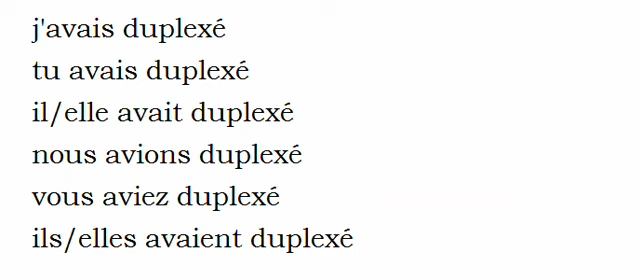 j'avais duplexé
tu avais duplexé
il/elle avait duplexé
nous avions duplexé
vous aviez duplexé
ils/elles avaient duplexé